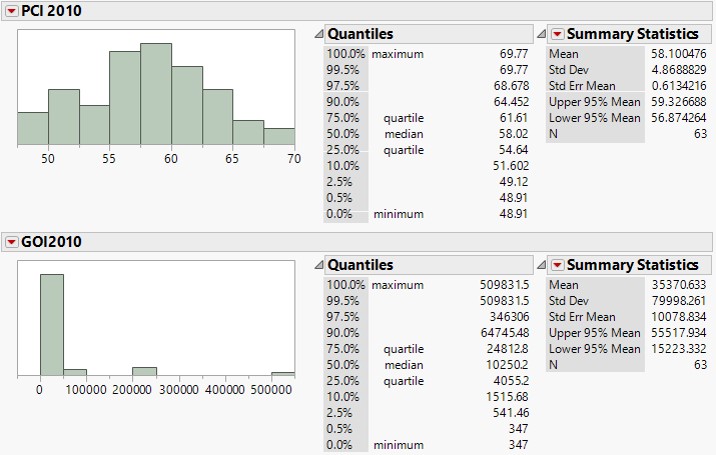 PCI 2010
50 55 60 65 70
Quantiles
100.0% maximum 69.77
99.5% 69.77
97.5% 68.678
90.0% 64.452
75.0% quartile 61.61
50.0% median 58.02
25.0% quartile 54.64
10.0% 51.602
2.5% 49.12
0.5% 48.91
0.0% minimum 48.91
Summary Statistics
Mean 58.100476
Std Dev 4.8688829
Std Err Mean 0.6134216
Upper 95% Mean 59.326688
Lower 95% Mean 56.874264
N 63
GOI2010
0 100000 200000 300000 400000 500000
Quantiles
100.0% maximum 509831.5
99.5% 509831.5
97.5% 346306
90.0% 64745.48
75.0% quartile 24812.8
50.0% median 10250.2
25.0% quartile 4055.2
10.0% 1515.68
2.5% 541.46
0.5% 347
0.0% minimum 347
Summary Statistics
Mean 35370.633
Std Dev 79998.261
Std Err Mean 10078.834
Upper 95% Mean 55517.934
Lower 95% Mean 15223.332
N 63